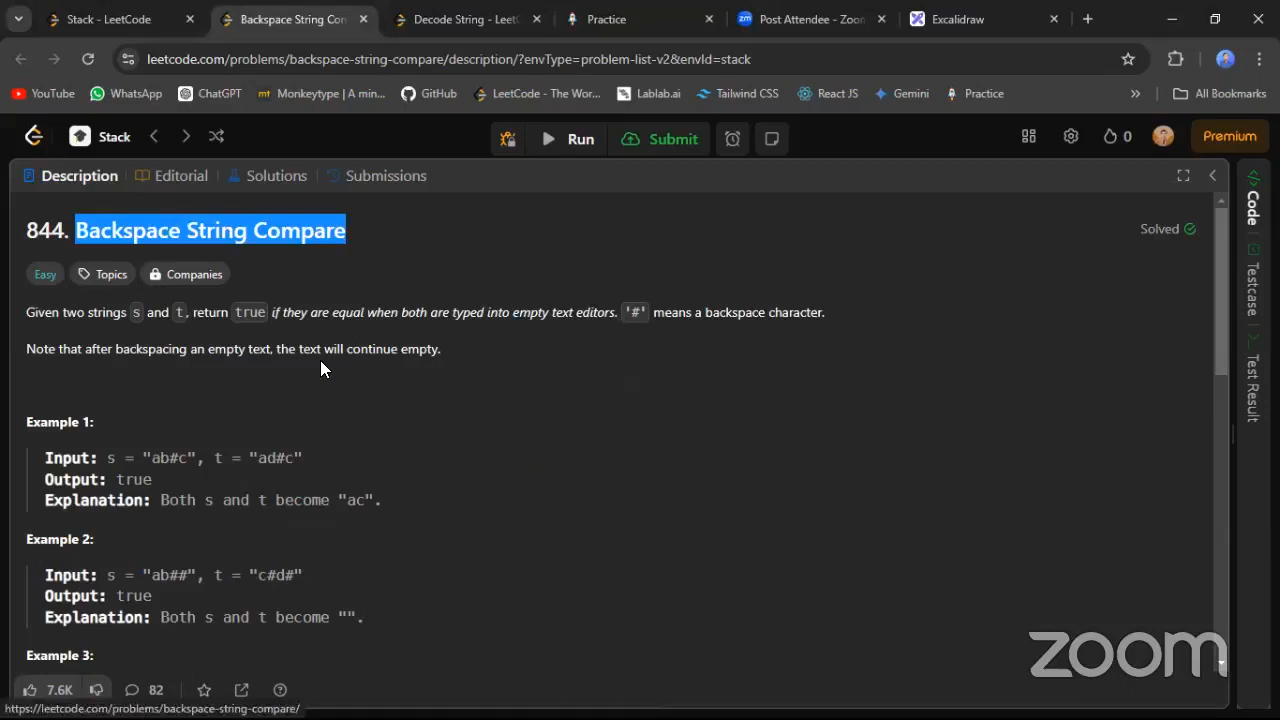 Stack - LeetCode
Backspace String Con
Decode String - LeetC
Practice
Post Attendee - Zoon
Excalidraw
leetcode.com/problems/backspace-string-compare/description/?envType=problem-list-v2&envId=stack
YouTube
WhatsApp
ChatGPT
mt Monkeytype | A min...
GitHub
LeetCode - The Wor...
Lablab.ai
Tailwind CSS
React JS
Gemini
Practice
»
All Bookmarks
Stack
Run
Submit
0
Premium
Description
Editorial
Solutions
Submissions
Code
Testcase
Test Result
844. Backspace String Compare
Solved
Easy
Topics
Companies
Given two strings s and t, return true if they are equal when both are typed into empty text editors. '#' means a backspace character.
Note that after backspacing an empty text, the text will continue empty.
Example 1:
Input: s = "ab#c", t = "ad#c"
Output: true
Explanation: Both s and t become "ac".
Example 2:
Input: s = "ab##", t = "c#d#"
Output: true
Explanation: Both s and t become "".
Example 3:
zoom
7.6K
82
https://leetcode.com/problems/backspace-string-compare/